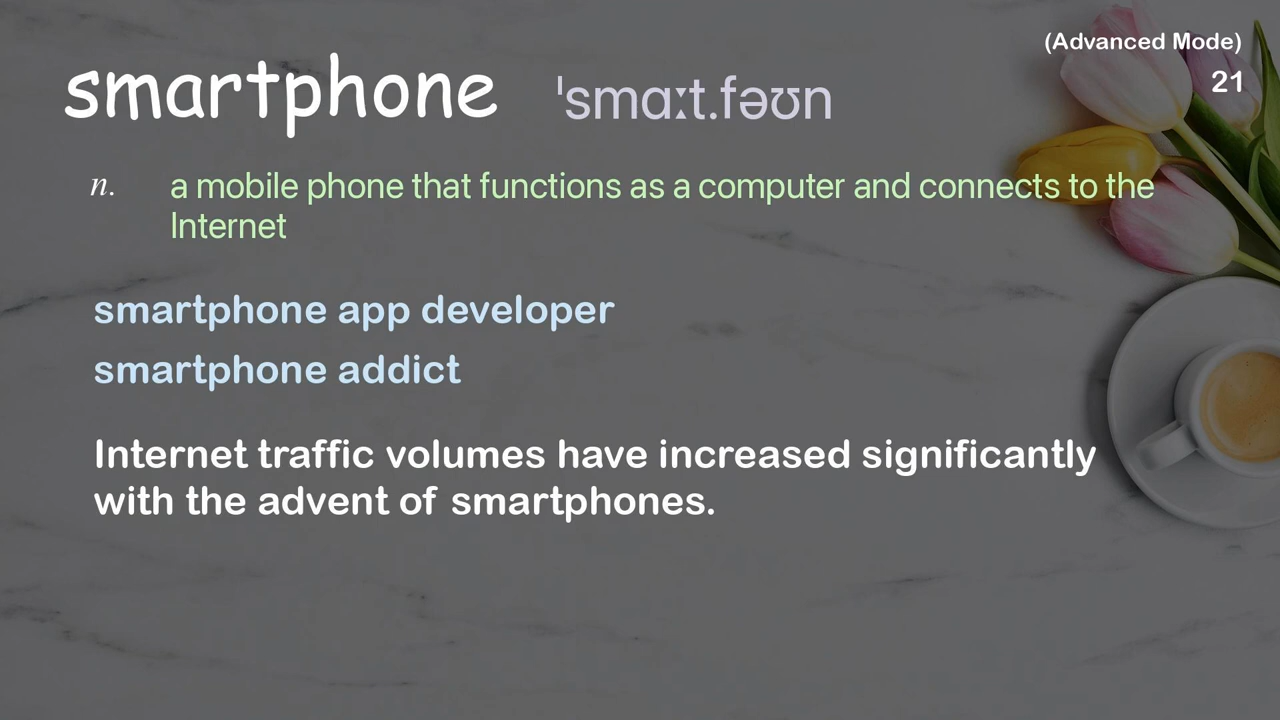 (Advanced Mode)
smartphone ˈsmɑːt.fəʊn
21
n. a mobile phone that functions as a computer and connects to the
Internet
smartphone app developer
smartphone addict
Internet traffic volumes have increased significantly
with the advent of smartphones.